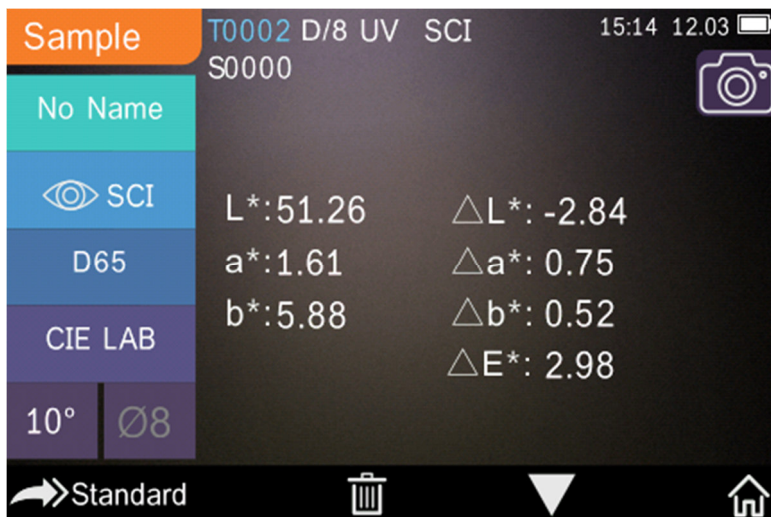 Sample
T0002 D/8 UV SCI
15:14 12.03
S0000
No Name
SCI
D65
CIE LAB
10°
Ø8
L*:51.26
a*:1.61
b*:5.88
△L*: -2.84
△a*: 0.75
△b*: 0.52
△E*: 2.98
Standard